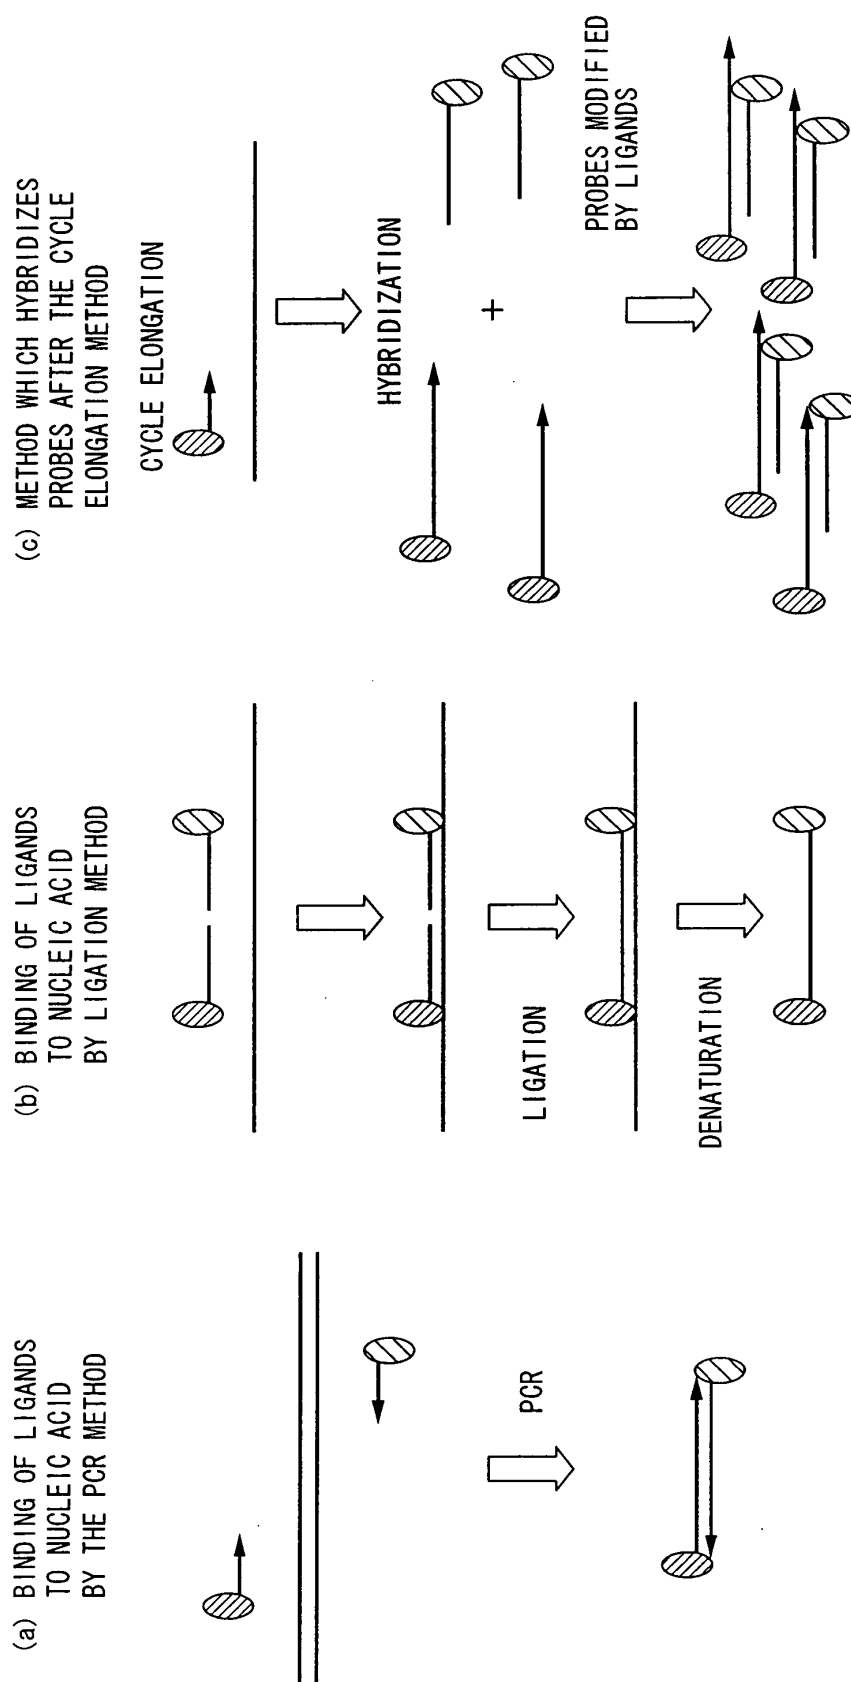 (a) BINDING OF LIGANDS
TO NUCLEIC ACID
BY THE PCR METHOD
PCR
(b) BINDING OF LIGANDS
TO NUCLEIC ACID
BY LIGATION METHOD
LIGATION
DENATURATION
(c) METHOD WHICH HYBRIDIZES
PROBES AFTER THE CYCLE
ELONGATION METHOD
CYCLE ELONGATION
HYBRIDIZATION
+
PROBES MODIFIED
BY LIGANDS